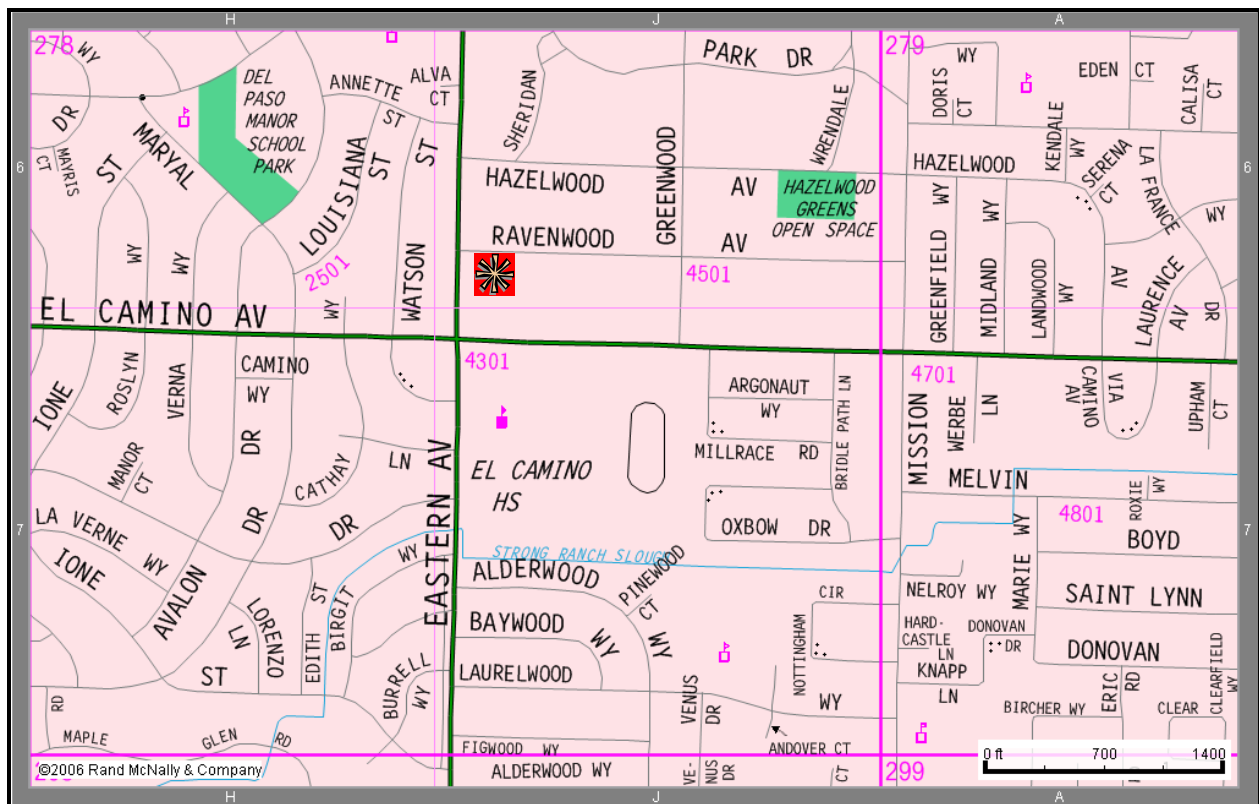 H
J
A
278
WY
279
PARK DR
WY
EDEN CT
DEL
PASO
MANOR
SCHOOL
PARK
ANNETTE
ST
ALVA
CT
SHERIDAN
WRENDALE
DORIS
CT
CALISA
CT
KENDALE
WY
DR
6
CT
MAYRIS
ST
MARYAL
LOUISIANA
ST
ST
GREENWOOD
HAZELWOOD
AV
HAZELWOOD
GREENS
OPEN SPACE
HAZELWOOD
SERENA
CT
LA FRANCE
6
WY
WY
WY
WY
WATSON
RAVENWOOD
AV
GREENFIELD
WY
MIDLAND
LANDWOOD
WY
AV
LAURENCE
AV
DR
2501
4501
WY
EL CAMINO AV
4301
4701
IONE
ROSLYN
VERNA
CAMINO
WY
DR
ARGONAUT
WY
BRIDLE PATH LN
MISSION
WERBE
LN
CAMINO
AV
VIA
UPHAM
CT
MILLRACE RD
MANOR
CT
CATHAY
LN
EL CAMINO
HS
MELVIN
ROXIE
WY
4801
7
LA VERNE WY
DR
DR
EASTERN AV
OXBOW DR
WY
BOYD
7
IONE
WY
STRONG RANCH SLOUGH
ALDERWOOD
PINEWOOD
CT
MARIE
AVALON
LORENZO
LN
ST
EDITH
BIRGIT
CIR
NELROY WY
SAINT LYNN
BAYWOOD
WY
WY
NOTTINGHAM
HARD-
CASTLE
LN
DONOVAN
DR
DONOVAN
CLEARFIELD
WY
ST
BURRELL
WY
LAURELWOOD
KNAPP
LN
ERIC
RD
RD
VENUS
DR
WY
BIRCHER WY
CLEAR
MAPLE
GLEN
RD
FIGWOOD WY
ANDOVER CT
0 ft 700 1400
©2006 Rand McNally & Company
ALDERWOOD WY
VE-
NUS
DR
CT
299
H
J
A